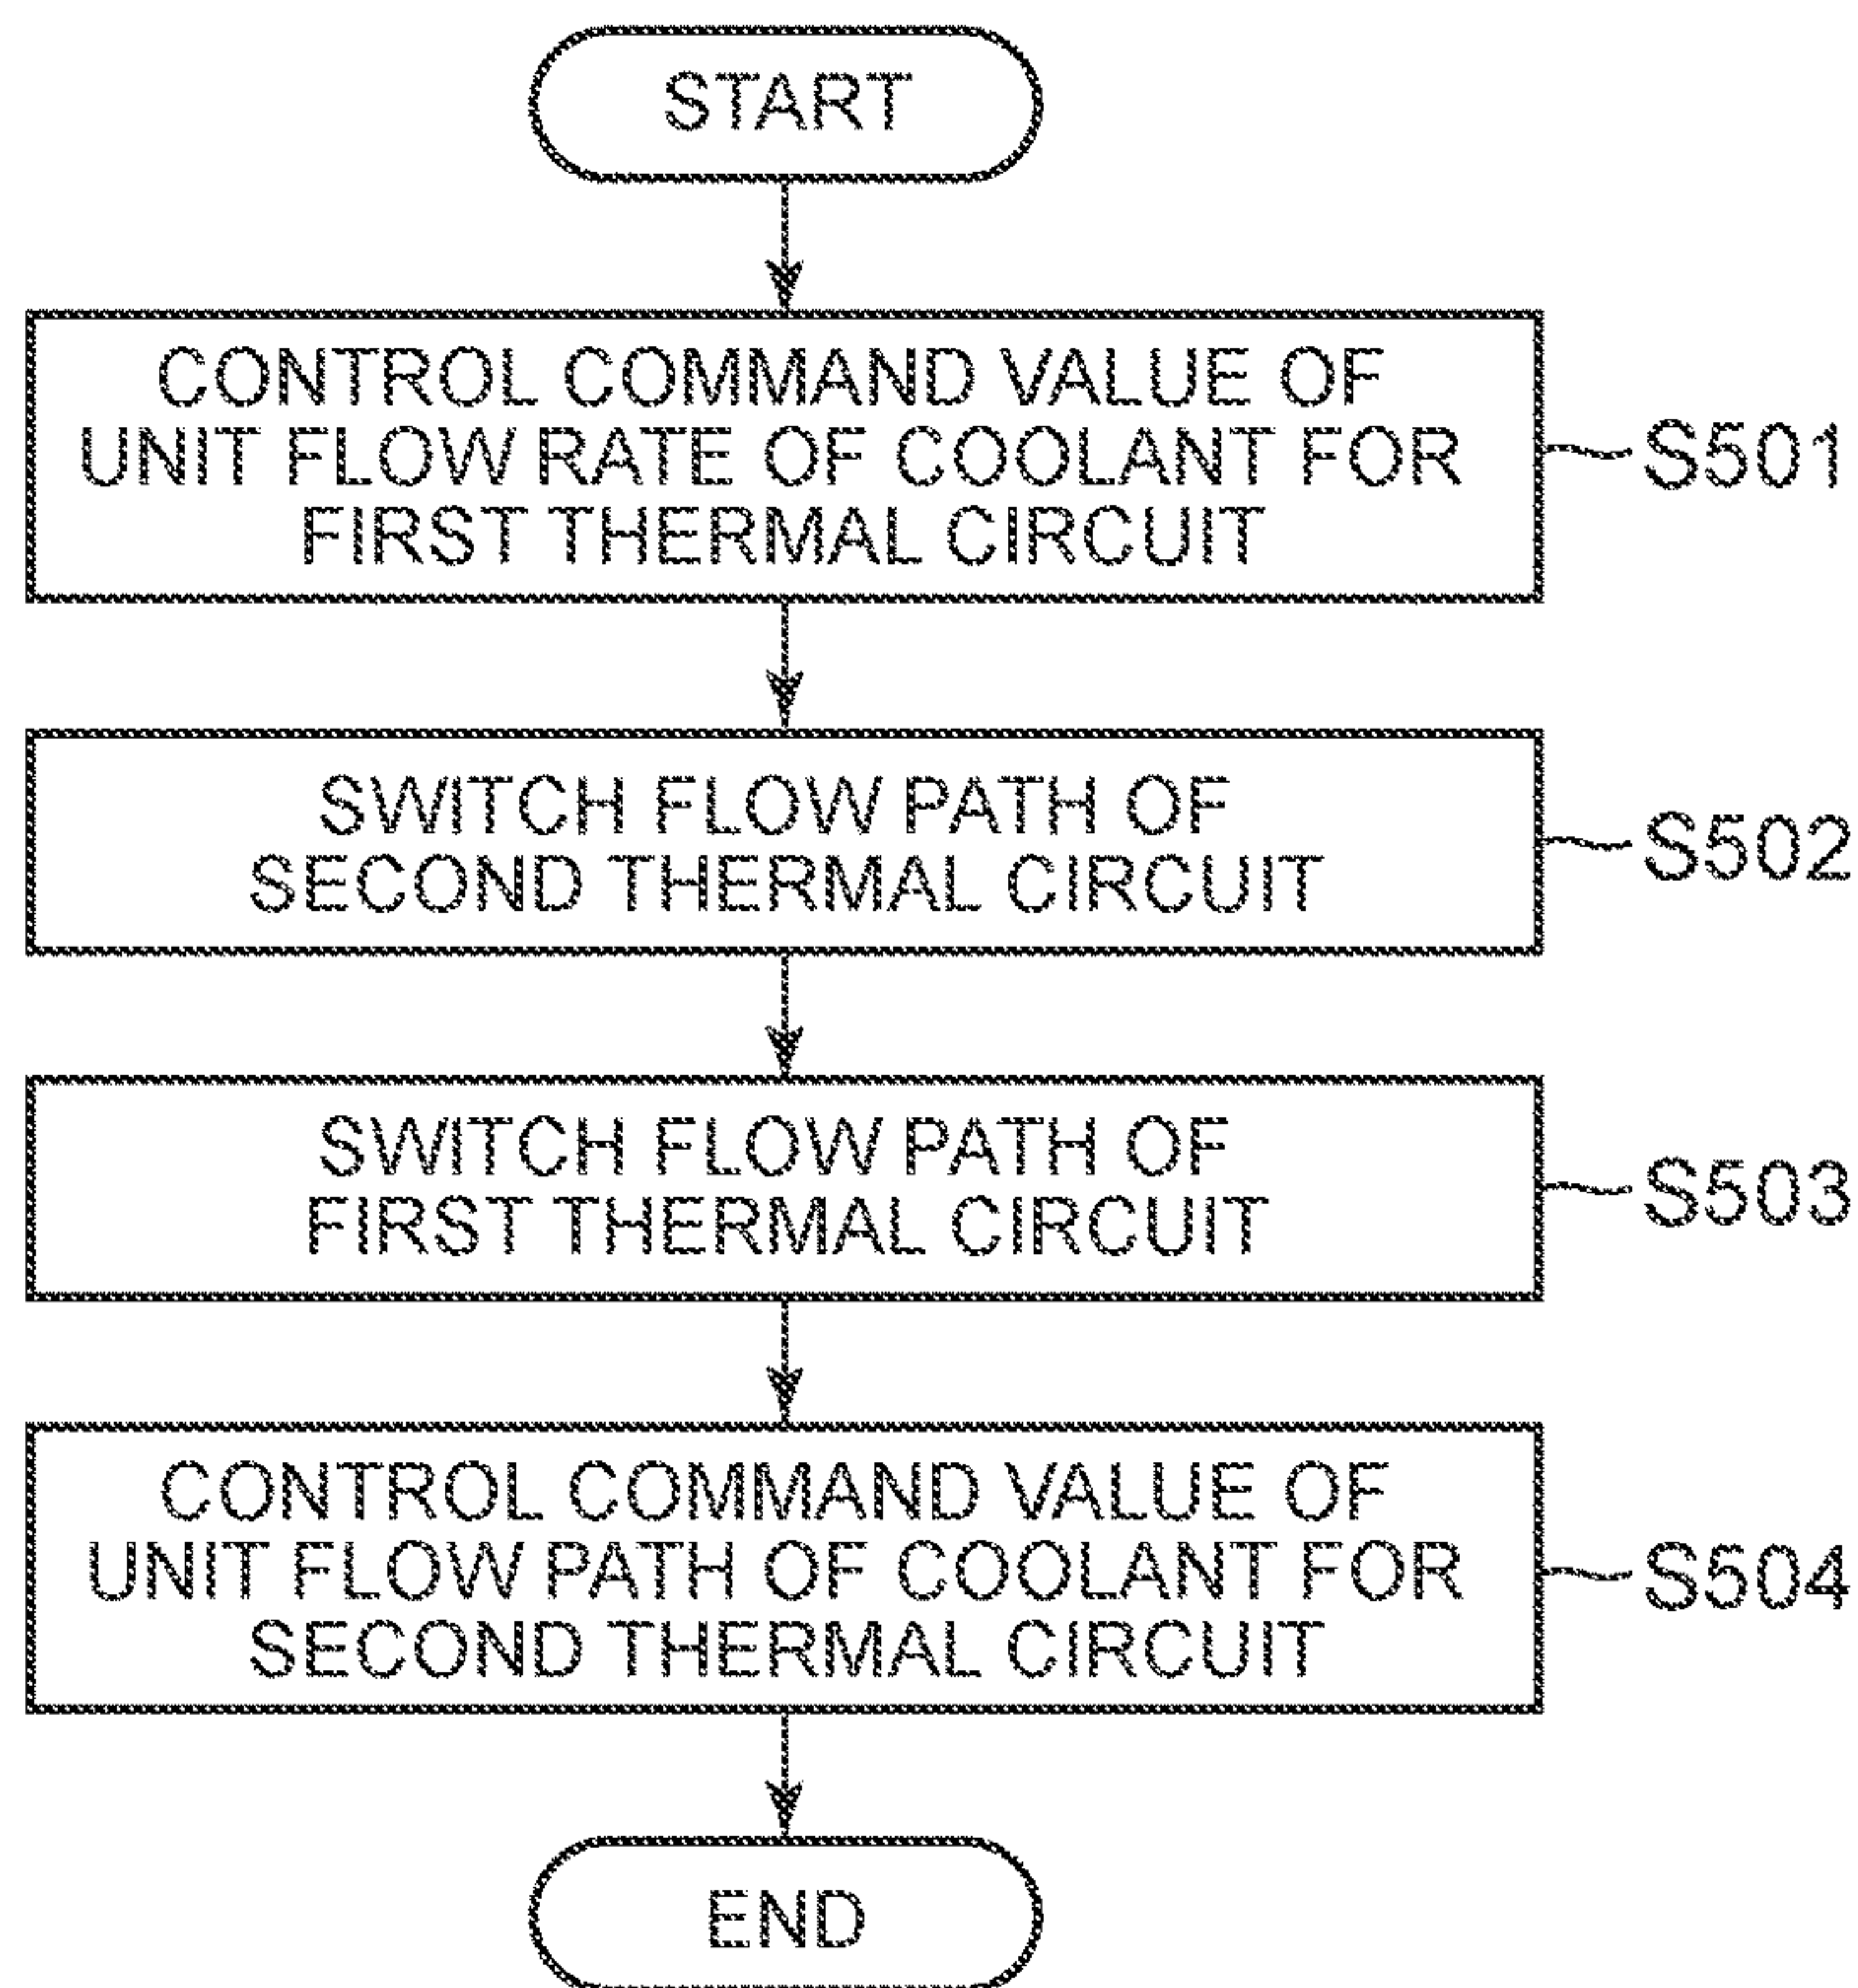 START
CONTROL COMMAND VALUE OF
UNIT FLOW RATE OF COOLANT FOR
FIRST THERMAL CIRCUIT
S501
SWITCH FLOW PATH OF
SECOND THERMAL CIRCUIT
S502
SWITCH FLOW PATH OF
FIRST THERMAL CIRCUIT
S503
CONTROL COMMAND VALUE OF
UNIT FLOW PATH OF COOLANT FOR
SECOND THERMAL CIRCUIT
S504
END